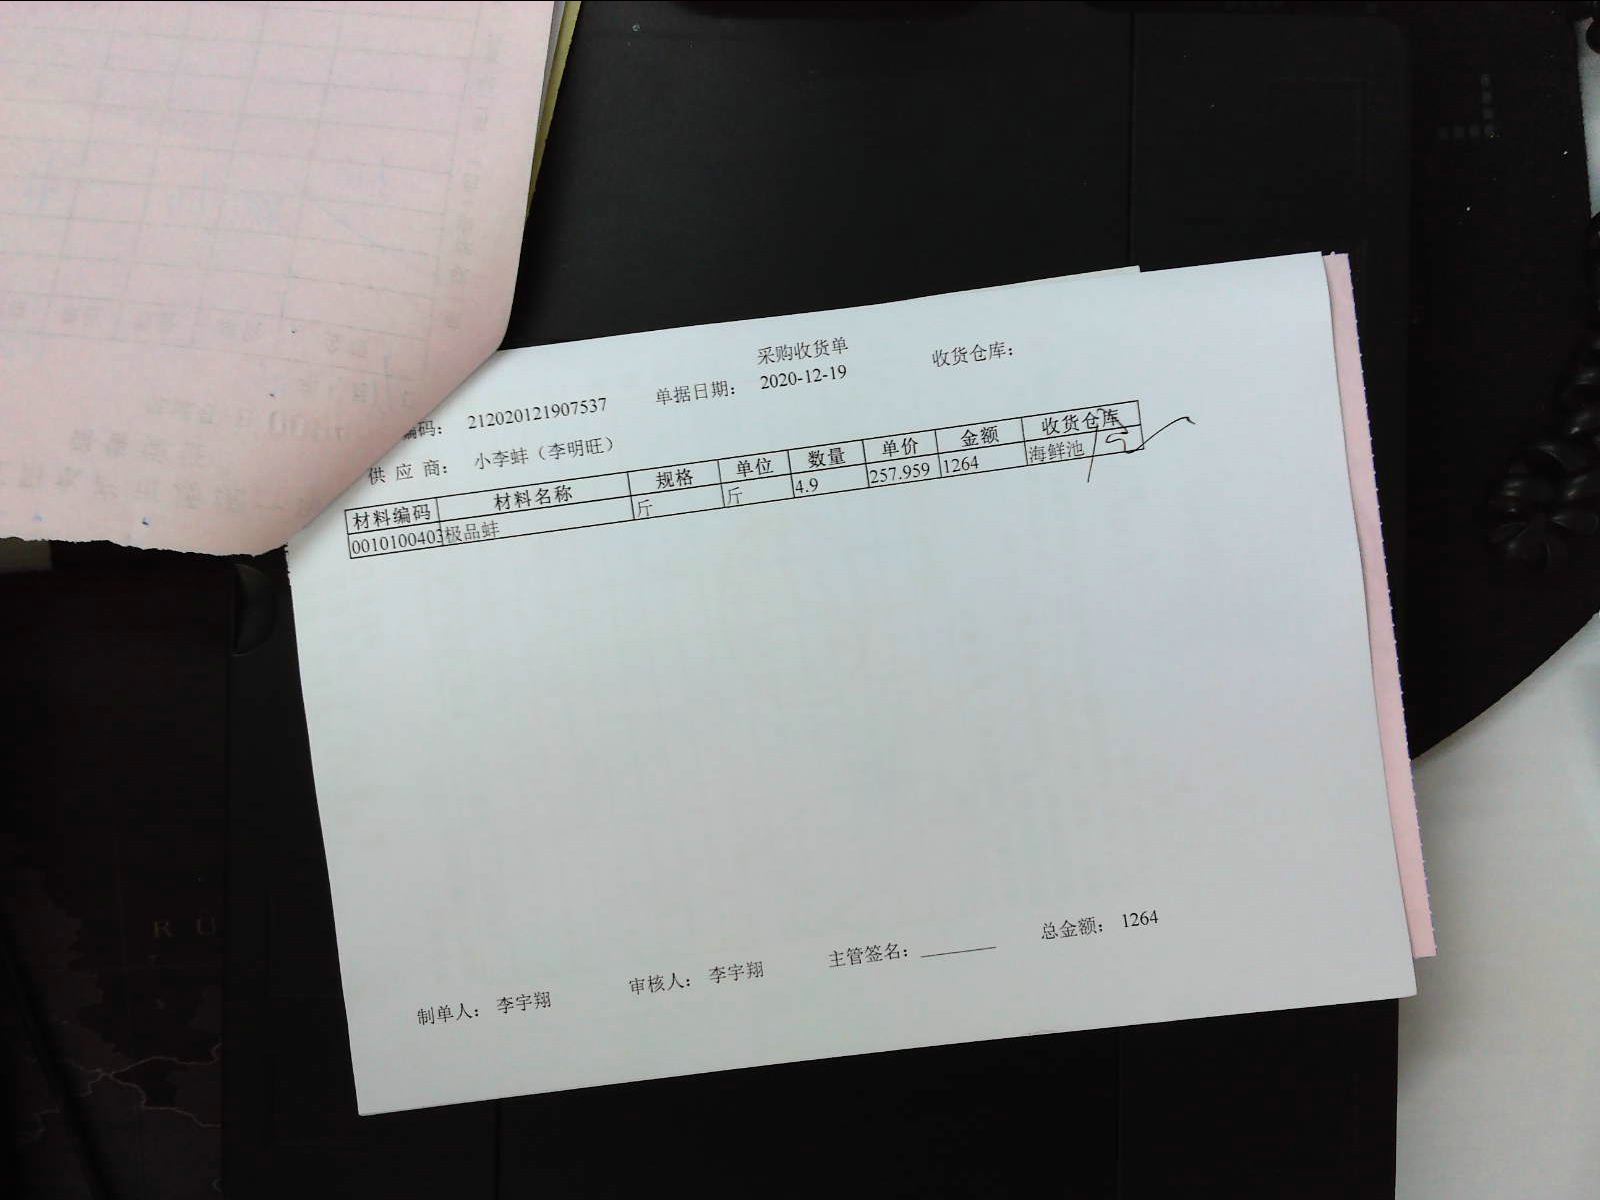 采购收货单
编码： 212020121907537 单据日期： 2020-12-19 收货仓库：
供 应 商： 小李蚌（李明旺）
材料编码 材料名称 规格 单位 数量 单价 金额 收货仓库
0010100403 极品蚌 斤 斤 4.9 257.959 1264 海鲜池
制单人： 李宇翔 审核人： 李宇翔 主管签名： 总金额： 1264
R Ü